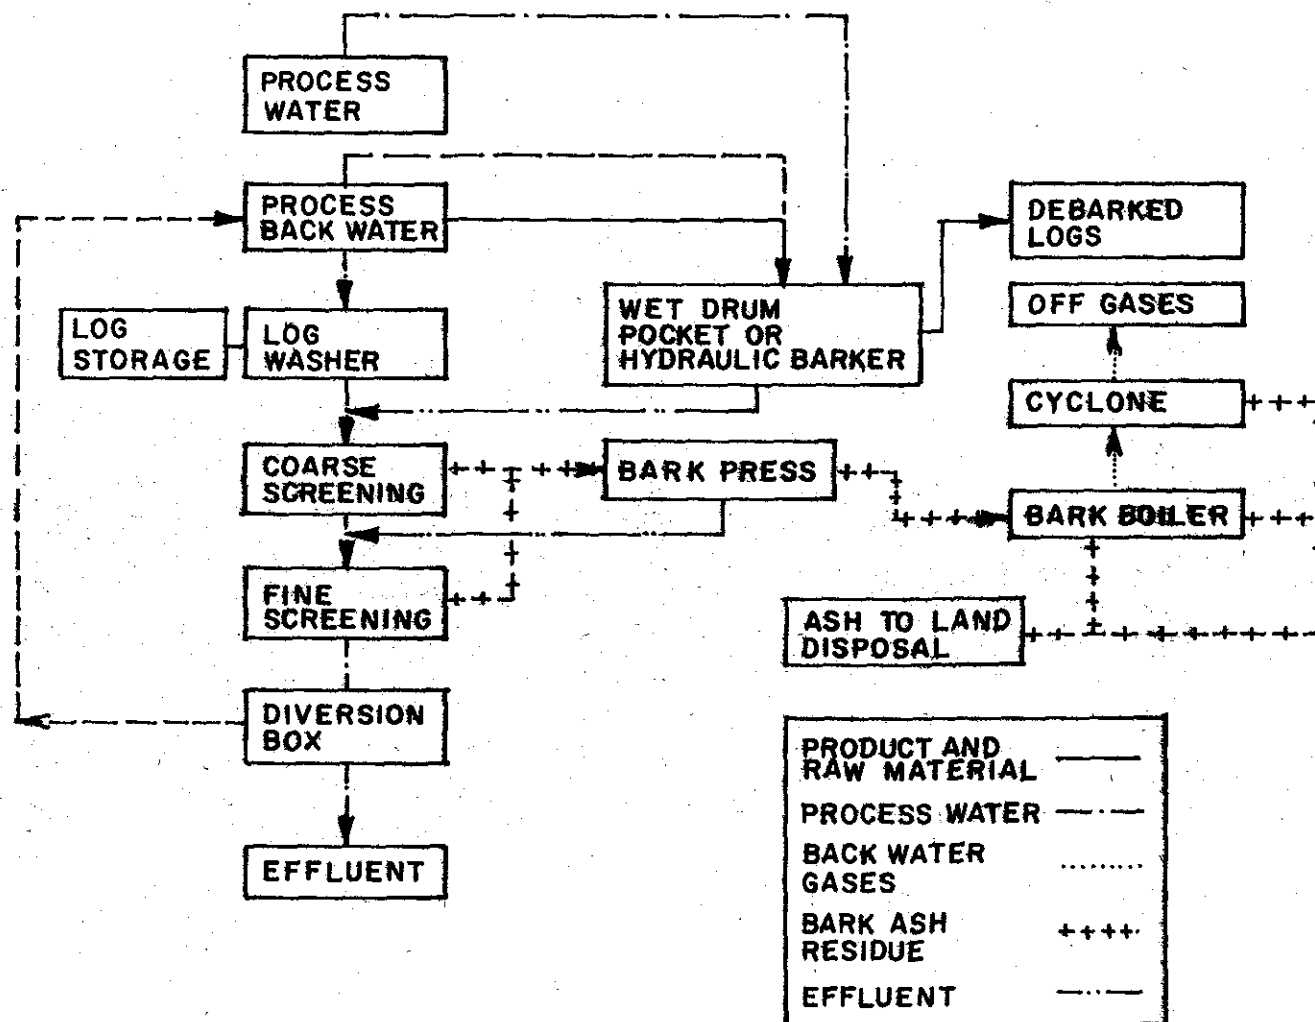 PROCESS
WATER
PROCESS
BACK WATER
DEBARKED
LOGS
LOG
STORAGE
LOG
WASHER
WET DRUM
POCKET OR
HYDRAULIC BARKER
OFF GASES
CYCLONE
COARSE
SCREENING
BARK PRESS
BARK BOILER
FINE
SCREENING
ASH TO LAND
DISPOSAL
DIVERSION
BOX
EFFLUENT
PRODUCT AND
RAW MATERIAL
PROCESS WATER
BACK WATER
GASES
BARK ASH
RESIDUE
EFFLUENT